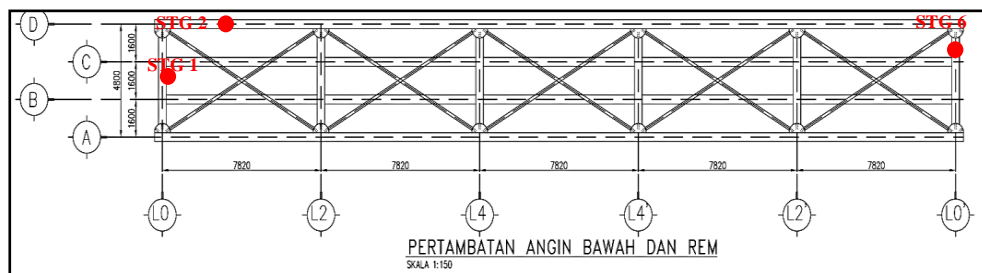 D
STG 2
STG 6
C
STG 1
B
A
4800
1600
1600
1600
7820
7820
7820
7820
7820
L0
L2
L4
L4'
L2'
L0'
PERTAMBATAN ANGIN BAWAH DAN REM
SKALA 1:150